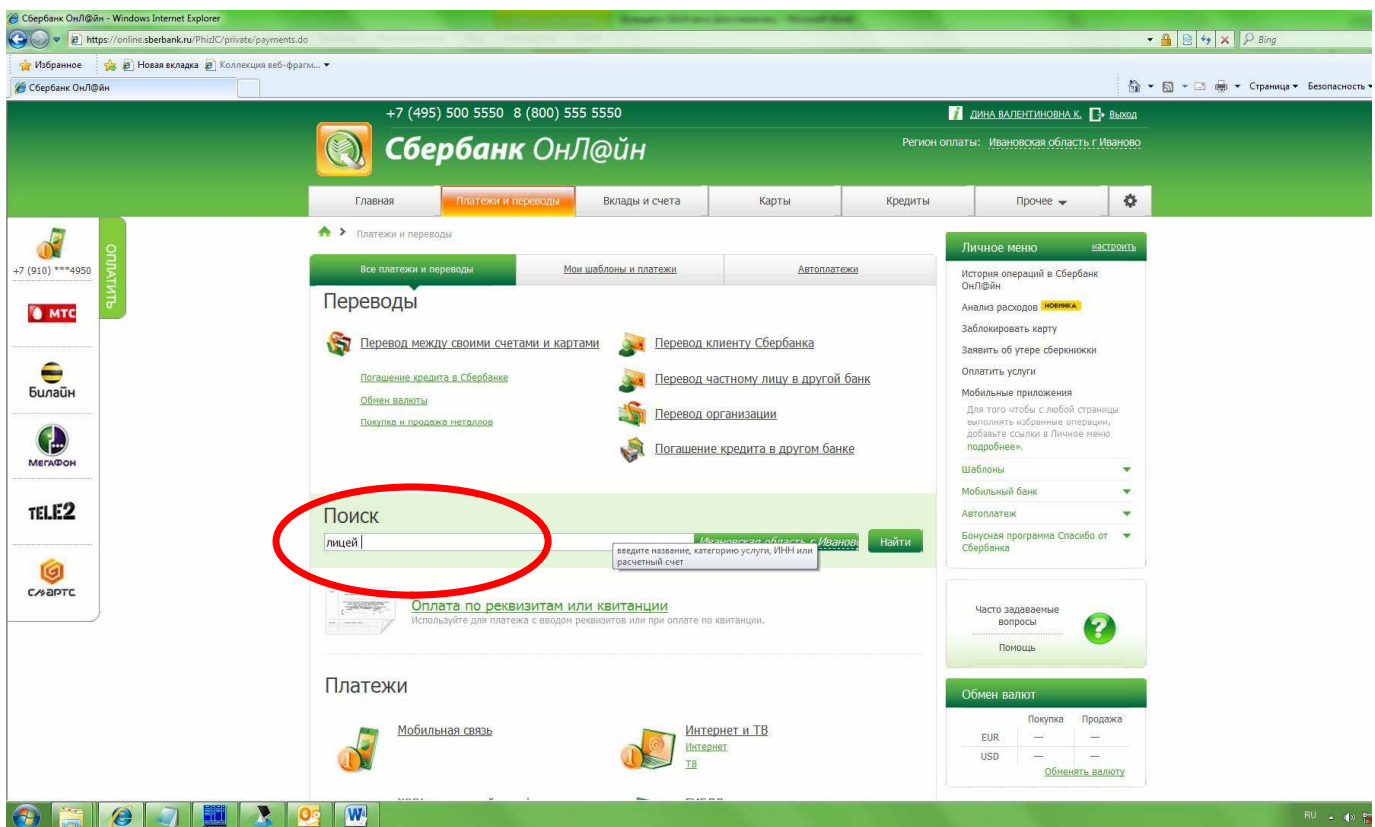 Сбербанк ОнЛ@йн - Windows Internet Explorer
https://online.sberbank.ru/PhizIC/private/payments.do
Bing
Избранное
Новая вкладка
Коллекция веб-фрагм...
Сбербанк ОнЛ@йн
Страница
Безопасность
+7 (495) 500 5550 8 (800) 555 5550
ДИНА ВАЛЕНТИНОВНА К.
Выход
Сбербанк ОнЛ@йн
Регион оплаты: Ивановская область г Иваново
Главная
Платежи и переводы
Вклады и счета
Карты
Кредиты
Прочее
+7 (910) ***4950
ОПЛАТИТЬ
МТС
Билайн
МЕГАФОН
TELE2
СМАРТС
Платежи и переводы
Все платежи и переводы
Мои шаблоны и платежи
Автоплатежи
Переводы
Перевод между своими счетами и картами
Погашение кредита в Сбербанке
Обмен валюты
Покупка и продажа металлов
Перевод клиенту Сбербанка
Перевод частному лицу в другой банк
Перевод организации
Погашение кредита в другом банке
Поиск
лицей
Ивановская область г Иванов
Найти
введите название, категорию услуги, ИНН или
расчетный счет
Оплата по реквизитам или квитанции
Используйте для платежа с вводом реквизитов или при оплате по квитанции.
Платежи
Мобильная связь
Интернет и ТВ
Интернет
ТВ
Личное меню
настроить
История операций в Сбербанк
ОнЛ@йн
Анализ расходов НОВИНКА
Заблокировать карту
Заявить об утере сберкнижки
Оплатить услуги
Мобильные приложения
Для того чтобы с любой страницы
выполнять избранные операции,
добавьте ссылки в Личное меню
подробнее».
Шаблоны
Мобильный банк
Автоплатеж
Бонусная программа Спасибо от
Сбербанка
Часто задаваемые
вопросы
Помощь
Обмен валют
Покупка Продажа
EUR — —
USD — —
Обменять валюту
RU